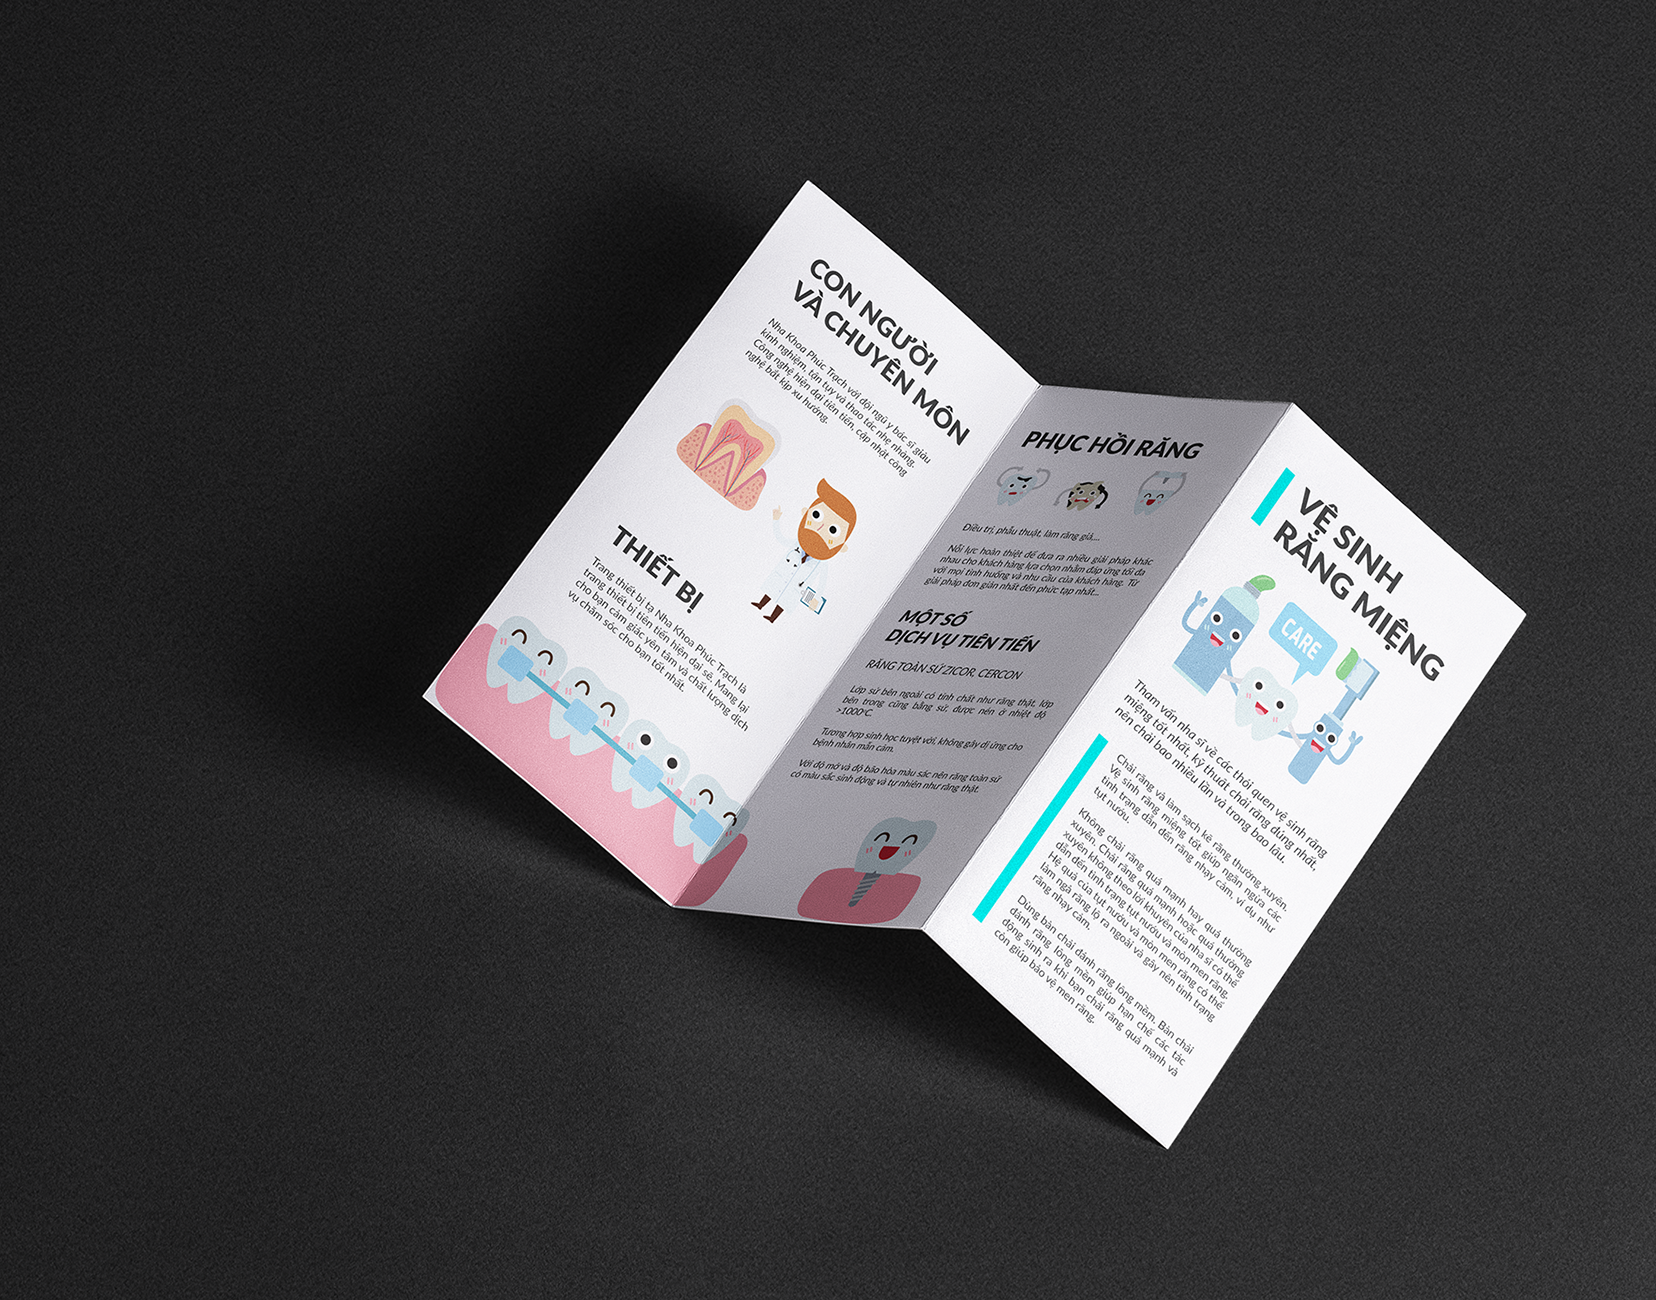 CON NGƯỜI
VÀ CHUYÊN MÔN
Nha Khoa Phúc Trạch với đội ngũ y bác sĩ giàu
kinh nghiệm, tận tụy và thao tác nhẹ nhàng.
Công nghệ hiện đại tiên tiến, cập nhật công
nghệ bắt kịp xu hướng.
THIẾT BỊ
Trang thiết bị tạ Nha Khoa Phúc Trạch là
trang thiết bị tiên tiến hiện đại sẽ. Mang lại
cho bạn cảm giác yên tâm và chất lượng dịch
vụ chăm sóc cho bạn tốt nhất.
PHỤC HỒI RĂNG
Điều trị, phẫu thuật, làm răng giả...
Nỗi lực hoàn thiệt để đưa ra nhiều giải pháp khác
nhau cho khách hàng lựa chọn nhằm đáp ứng tối đa
với mọi tình huống và nhu cầu của khách hàng. Từ
giải pháp đơn giản nhất đến phức tạp nhất...
MỘT SỐ
DỊCH VỤ TIÊN TIẾN
RĂNG TOÀN SỨ ZICOR, CERCON
Lớp sứ bên ngoài có tính chất như răng thật, lớp
bên trong cũng bằng sứ, được nén ở nhiệt độ
>1000°C.
Tương hợp sinh học tuyệt vời, không gây dị ứng cho
bệnh nhân mẫn cảm.
Với độ mờ và độ bão hòa màu sắc nên răng toàn sứ
có màu sắc sinh động và tự nhiên như răng thật.
VỆ SINH
RĂNG MIỆNG
CARE
Tham vấn nha sĩ về các thói quen vệ sinh răng
miệng tốt nhất, kỹ thuật chải răng đúng nhất,
nên chải bao nhiêu lần và trong bao lâu.
Chải răng và làm sạch kẽ răng thường xuyên.
Vệ sinh răng miệng tốt giúp ngăn ngừa các
tình trạng dẫn đến răng nhạy cảm, ví dụ như
tụt nướu.
Không chải răng quá mạnh hay quá thường
xuyên. Chải răng quá mạnh hoặc quá thường
xuyên không theo lời khuyên của nha sĩ có thể
dẫn đến tình trạng tụt nướu và mòn men răng.
Hệ quả của tụt nướu và mòn men răng có thể
làm ngà răng lộ ra ngoài và gây nên tình trạng
răng nhạy cảm.
Dùng bàn chải đánh răng lông mềm. Bàn chải
đánh răng lông mềm giúp hạn chế các tác
động sinh ra khi bạn chải răng quá mạnh và
còn giúp bảo vệ men răng.